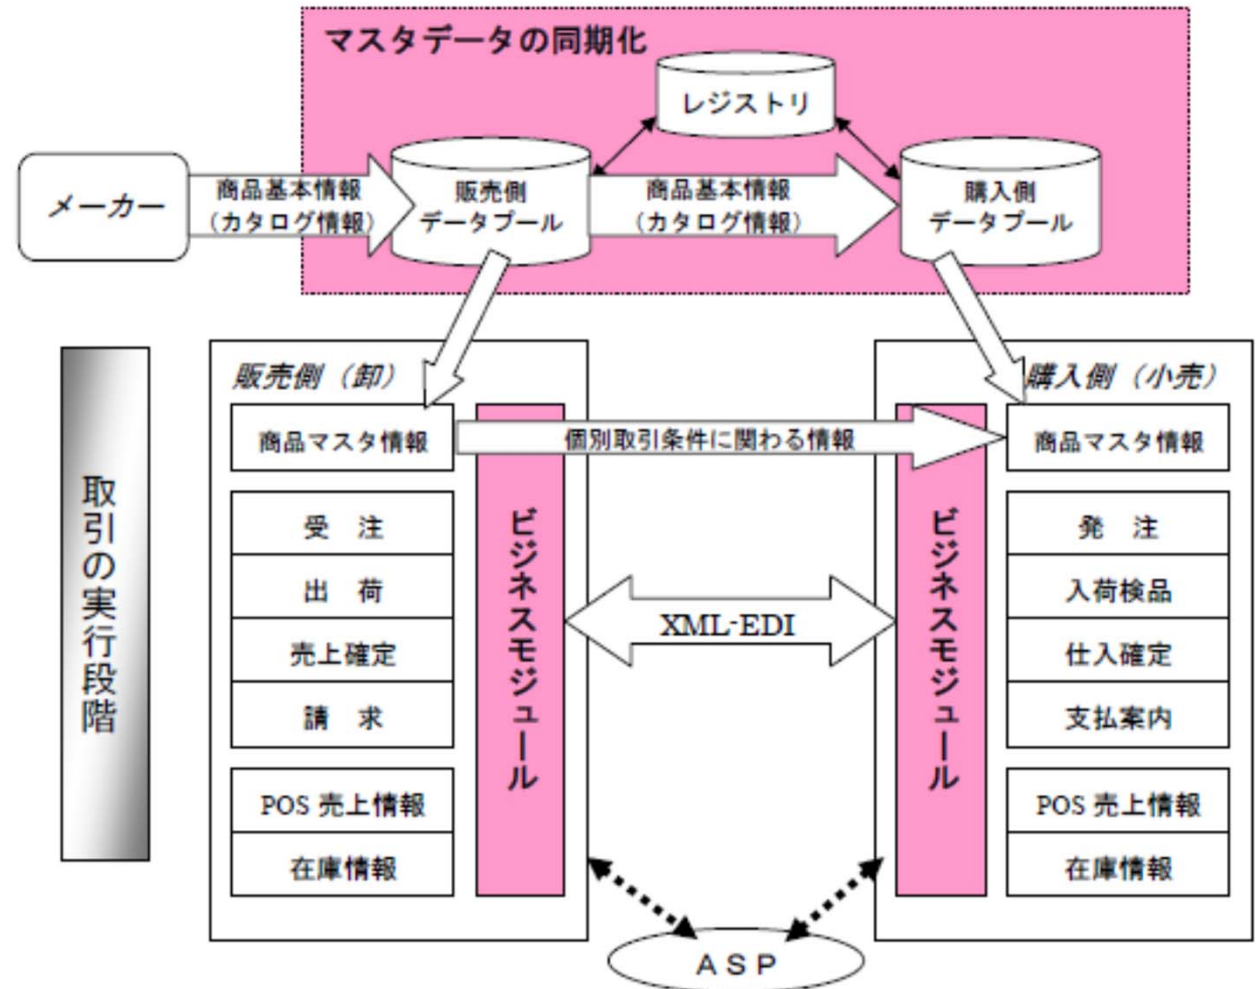 マスタデータの同期化
レジストリ
メーカー
商品基本情報
(カタログ情報)
販売側
データプール
商品基本情報
(カタログ情報)
購入側
データプール
取引の実行段階
販売側(卸)
商品マスタ情報
受 注
出 荷
売上確定
請 求
POS 売上情報
在庫情報
ビジネスモジュール
個別取引条件に関わる情報
XML-EDI
ビジネスモジュール
購入側(小売)
商品マスタ情報
発 注
入荷検品
仕入確定
支払案内
POS 売上情報
在庫情報
ASP